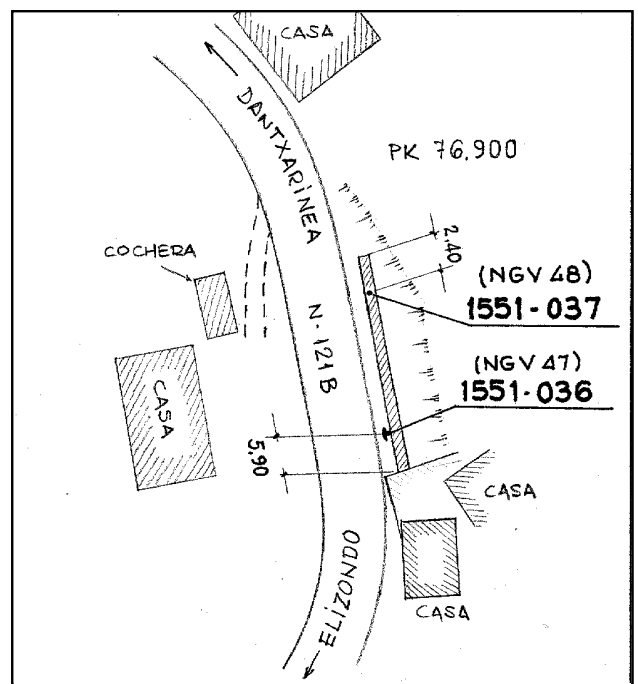 CASA
DANTXARINEA
PK 76,900
2.40
COCHERA
(NGV 48)
1551-037
N-121B
(NGV 47)
1551-036
CASA
5,90
CASA
ELIZONDO
CASA